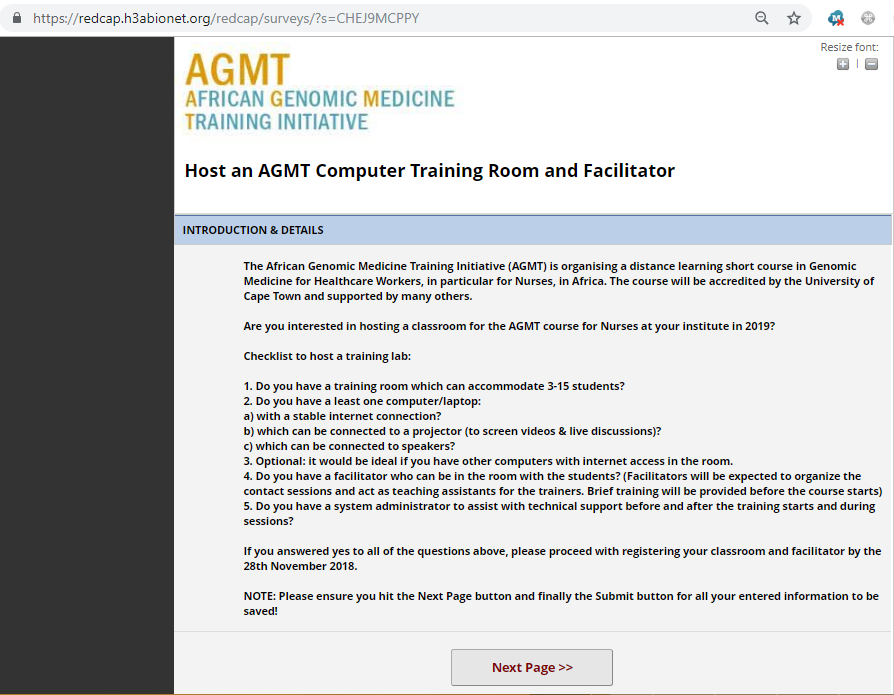 https://redcap.h3abionet.org/redcap/surveys/?s=CHEJ9MCPPY
Resize font:
AGMT
AFRICAN GENOMIC MEDICINE
TRAINING INITIATIVE
Host an AGMT Computer Training Room and Facilitator
INTRODUCTION & DETAILS
The African Genomic Medicine Training Initiative (AGMT) is organising a distance learning short course in Genomic
Medicine for Healthcare Workers, in particular for Nurses, in Africa. The course will be accredited by the University of
Cape Town and supported by many others.
Are you interested in hosting a classroom for the AGMT course for Nurses at your institute in 2019?
Checklist to host a training lab:
1. Do you have a training room which can accommodate 3-15 students?
2. Do you have a least one computer/laptop:
a) with a stable internet connection?
b) which can be connected to a projector (to screen videos & live discussions)?
c) which can be connected to speakers?
3. Optional: it would be ideal if you have other computers with internet access in the room.
4. Do you have a facilitator who can be in the room with the students? (Facilitators will be expected to organize the
contact sessions and act as teaching assistants for the trainers. Brief training will be provided before the course starts)
5. Do you have a system administrator to assist with technical support before and after the training starts and during
sessions?
If you answered yes to all of the questions above, please proceed with registering your classroom and facilitator by the
28th November 2018.
NOTE: Please ensure you hit the Next Page button and finally the Submit button for all your entered information to be
saved!
Next Page >>